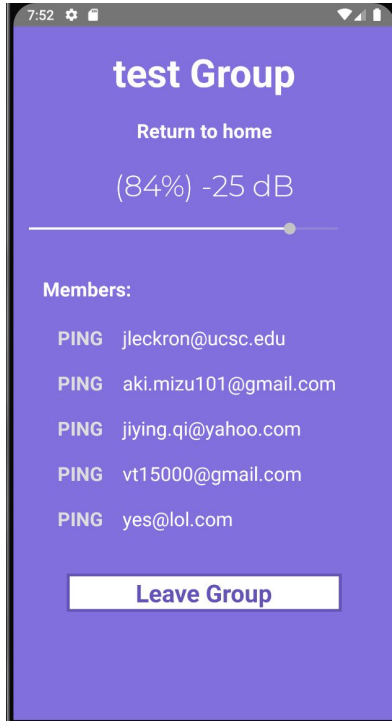 7:52
test Group
Return to home
(84%) -25 dB
Members:
PING jleckron@ucsc.edu
PING aki.mizu101@gmail.com
PING jiying.qi@yahoo.com
PING vt15000@gmail.com
PING yes@lol.com
Leave Group